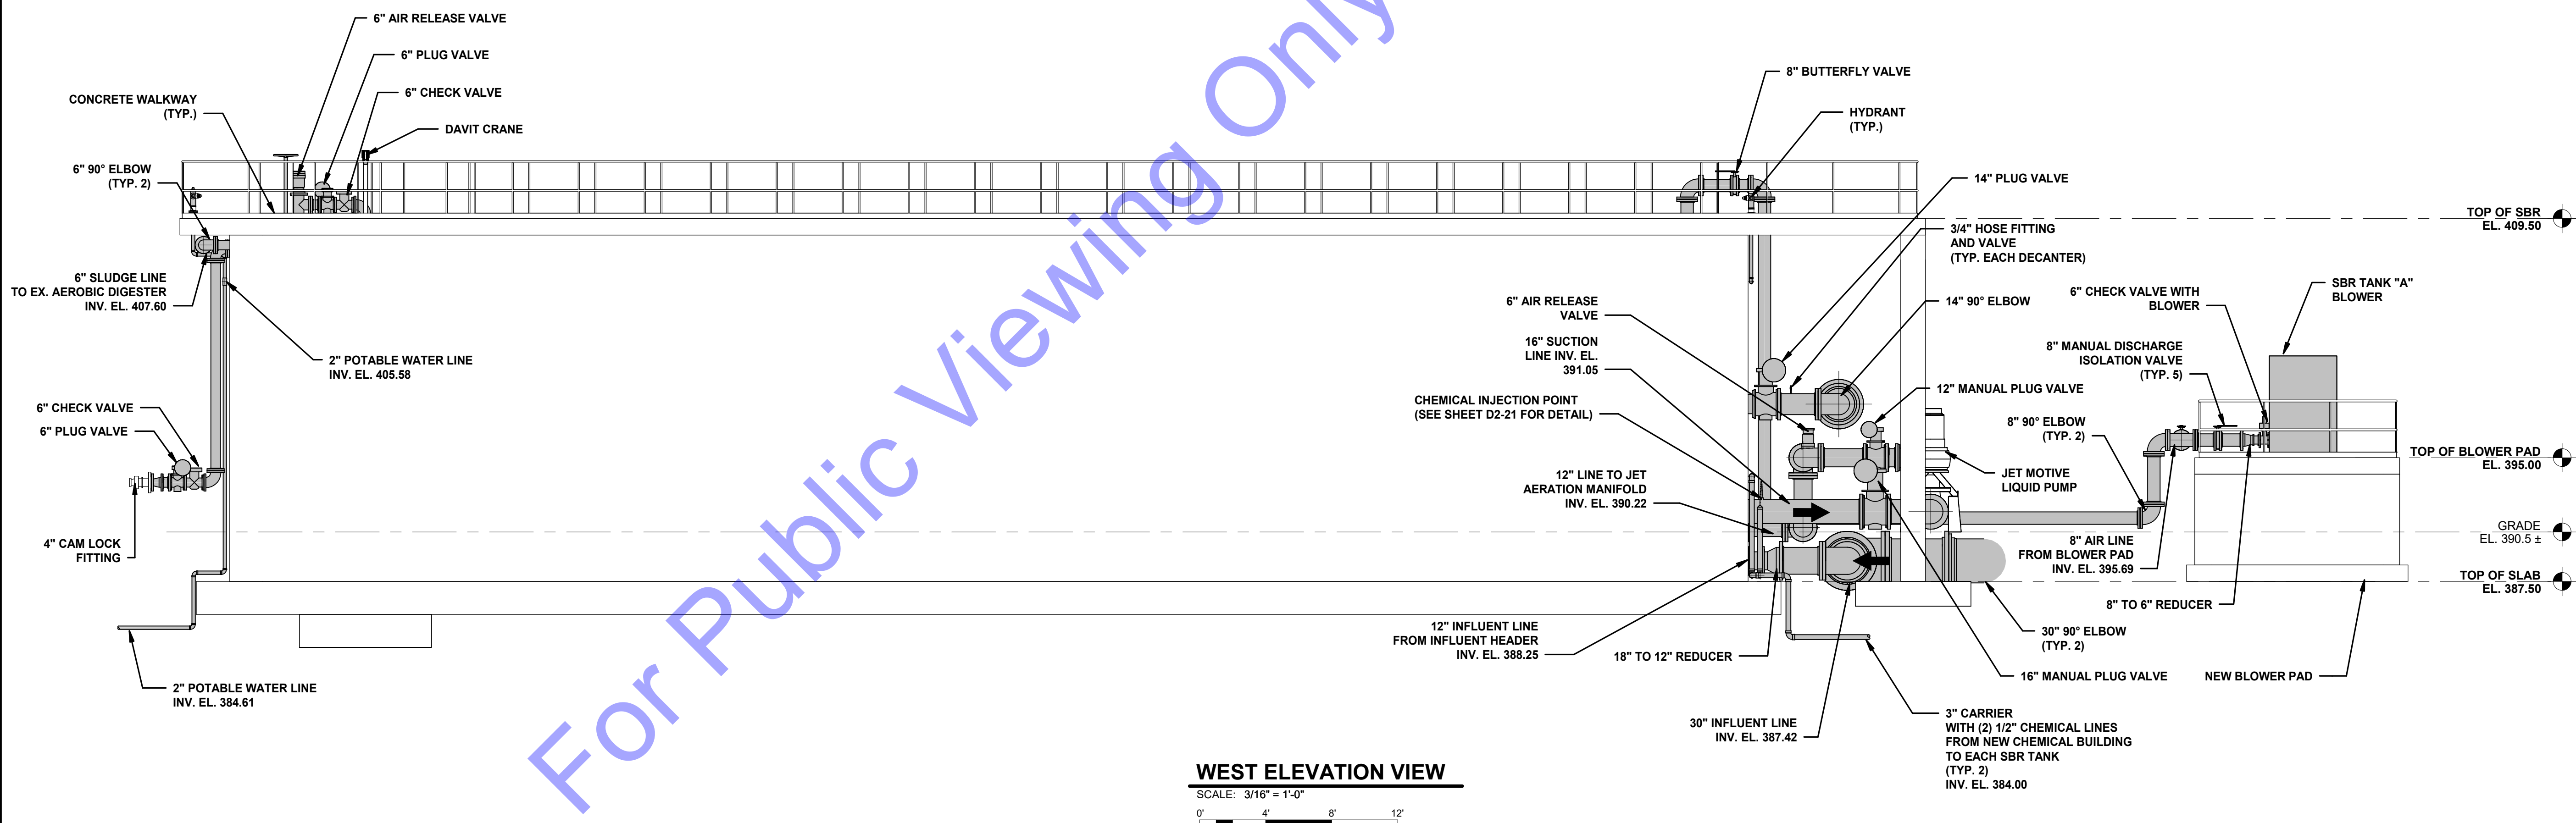 6" AIR RELEASE VALVE
6" PLUG VALVE
6" CHECK VALVE
DAVIT CRANE
CONCRETE WALKWAY
(TYP.)
6" 90° ELBOW
(TYP. 2)
6" SLUDGE LINE
TO EX. AEROBIC DIGESTER
INV. EL. 407.60
2" POTABLE WATER LINE
INV. EL. 405.58
6" CHECK VALVE
6" PLUG VALVE
4" CAM LOCK
FITTING
2" POTABLE WATER LINE
INV. EL. 384.61
For Public Viewing Only
8" BUTTERFLY VALVE
HYDRANT
(TYP.)
14" PLUG VALVE
3/4" HOSE FITTING
AND VALVE
(TYP. EACH DECANTER)
14" 90° ELBOW
6" AIR RELEASE
VALVE
16" SUCTION
LINE INV. EL.
391.05
CHEMICAL INJECTION POINT
(SEE SHEET D2-21 FOR DETAIL)
12" LINE TO JET
AERATION MANIFOLD
INV. EL. 390.22
12" MANUAL PLUG VALVE
JET MOTIVE
LIQUID PUMP
12" INFLUENT LINE
FROM INFLUENT HEADER
INV. EL. 388.25
18" TO 12" REDUCER
30" INFLUENT LINE
INV. EL. 387.42
3" CARRIER
WITH (2) 1/2" CHEMICAL LINES
FROM NEW CHEMICAL BUILDING
TO EACH SBR TANK
(TYP. 2)
INV. EL. 384.00
16" MANUAL PLUG VALVE
30" 90° ELBOW
(TYP. 2)
6" CHECK VALVE WITH
BLOWER
SBR TANK "A"
BLOWER
8" MANUAL DISCHARGE
ISOLATION VALVE
(TYP. 5)
8" 90° ELBOW
(TYP. 2)
8" AIR LINE
FROM BLOWER PAD
INV. EL. 395.69
8" TO 6" REDUCER
NEW BLOWER PAD
TOP OF SBR
EL. 409.50
TOP OF BLOWER PAD
EL. 395.00
GRADE
EL. 390.5 ±
TOP OF SLAB
EL. 387.50
WEST ELEVATION VIEW
SCALE: 3/16" = 1'-0"
0' 4' 8' 12'